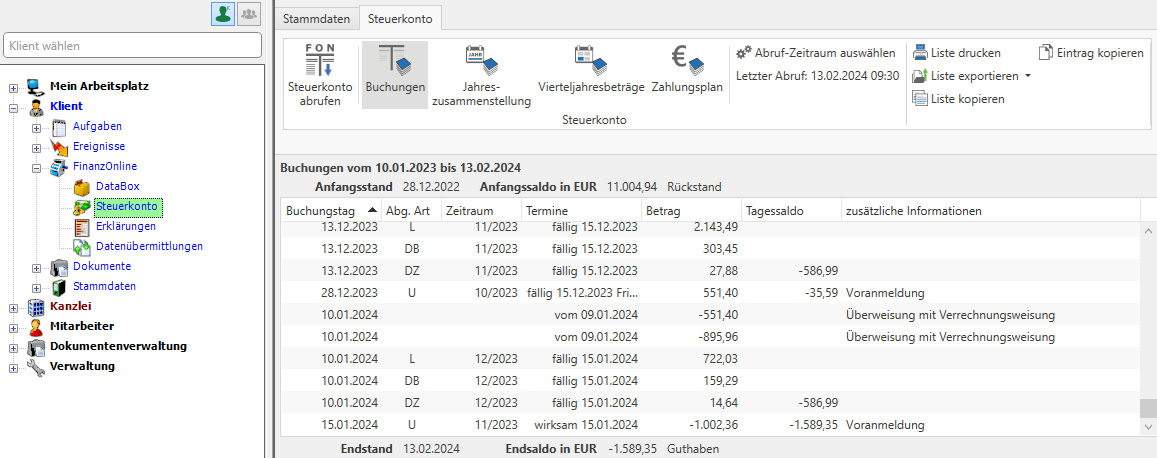 Klient wählen
Mein Arbeitsplatz
Klient
Aufgaben
Ereignisse
FinanzOnline
DataBox
Steuerkonto
Erklärungen
Datenübermittlungen
Dokumente
Stammdaten
Kanzlei
Mitarbeiter
Dokumentenverwaltung
Verwaltung
Stammdaten Steuerkonto
FON
Steuerkonto abrufen
Buchungen
JAHR
Jahres-
zusammenstellung
Vierteljahresbeträge
Zahlungsplan
Steuerkonto
Abruf-Zeitraum auswählen
Letzter Abruf: 13.02.2024 09:30
Liste drucken
Liste exportieren
Liste kopieren
Eintrag kopieren
Buchungen vom 10.01.2023 bis 13.02.2024
Anfangsstand 28.12.2022 Anfangssaldo in EUR 11.004,94 Rückstand
Buchungstag Abg. Art Zeitraum Termine Betrag Tagessaldo zusätzliche Informationen
13.12.2023 L 11/2023 fällig 15.12.2023 2.143,49
13.12.2023 DB 11/2023 fällig 15.12.2023 303,45
13.12.2023 DZ 11/2023 fällig 15.12.2023 27,88 -586,99
28.12.2023 U 10/2023 fällig 15.12.2023 Fri... 551,40 -35,59 Voranmeldung
10.01.2024 vom 09.01.2024 -551,40 Überweisung mit Verrechnungsweisung
10.01.2024 vom 09.01.2024 -895,96 Überweisung mit Verrechnungsweisung
10.01.2024 L 12/2023 fällig 15.01.2024 722,03
10.01.2024 DB 12/2023 fällig 15.01.2024 159,29
10.01.2024 DZ 12/2023 fällig 15.01.2024 14,64 -586,99
15.01.2024 U 11/2023 wirksam 15.01.2024 -1.002,36 -1.589,35 Voranmeldung
Endstand 13.02.2024 Endsaldo in EUR -1.589,35 Guthaben